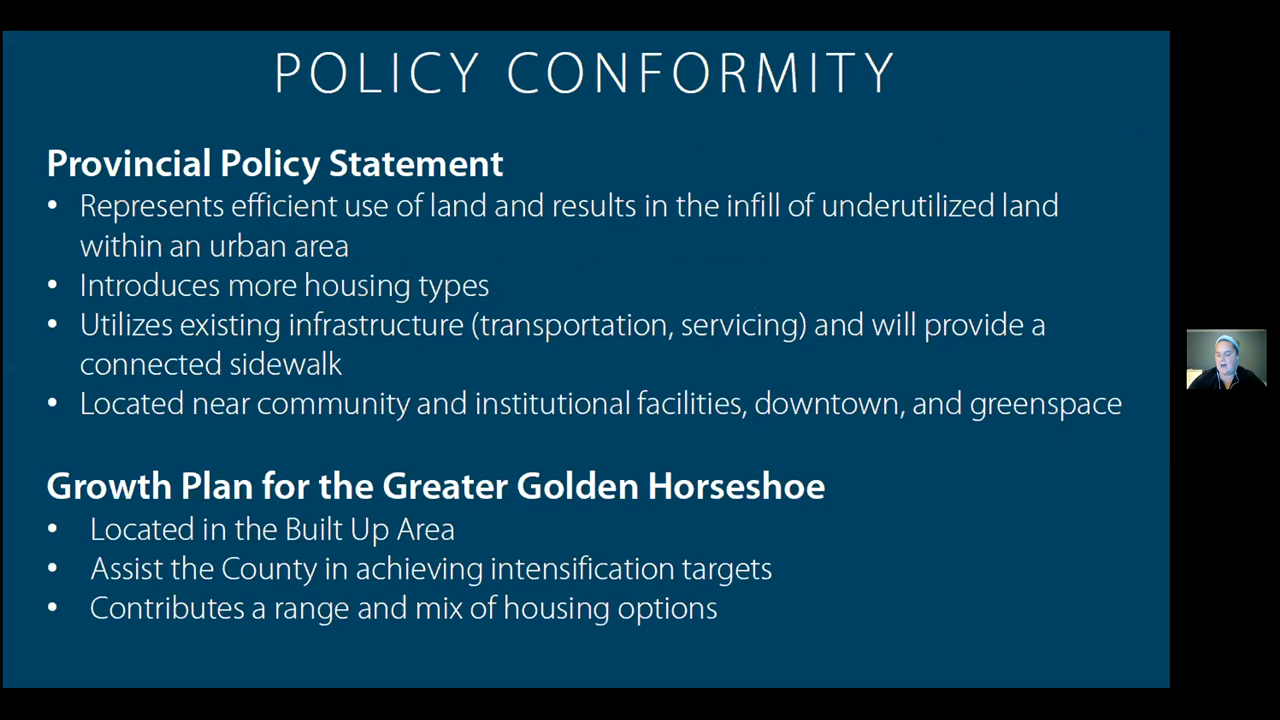 POLICY CONFORMITY
Provincial Policy Statement
• Represents efficient use of land and results in the infill of underutilized land
within an urban area
• Introduces more housing types
• Utilizes existing infrastructure (transportation, servicing) and will provide a
connected sidewalk
• Located near community and institutional facilities, downtown, and greenspace
Growth Plan for the Greater Golden Horseshoe
• Located in the Built Up Area
• Assist the County in achieving intensification targets
• Contributes a range and mix of housing options